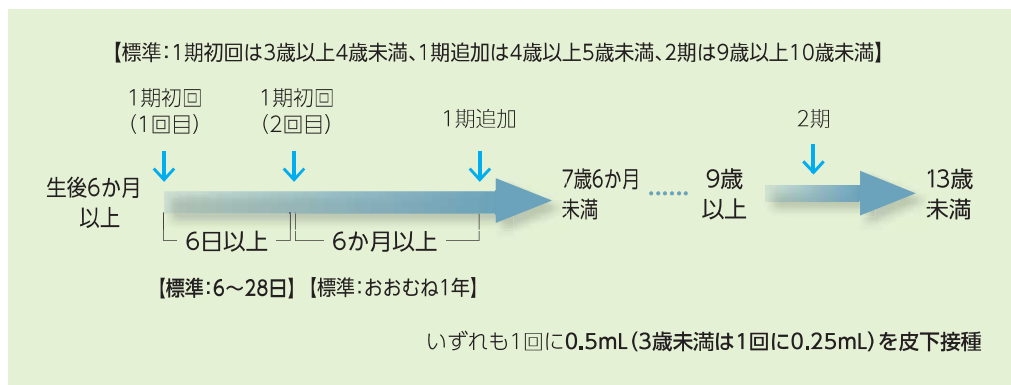 【標準：1期初回は3歳以上4歳未満、1期追加は4歳以上5歳未満、2期は9歳以上10歳未満】
1期初回
（1回目）
1期初回
（2回目）
1期追加
2期
生後6か月
以上
7歳6か月
未満
9歳
以上
13歳
未満
6日以上
6か月以上
【標準：6〜28日】
【標準：おおむね1年】
いずれも1回に0.5mL（3歳未満は1回に0.25mL）を皮下接種